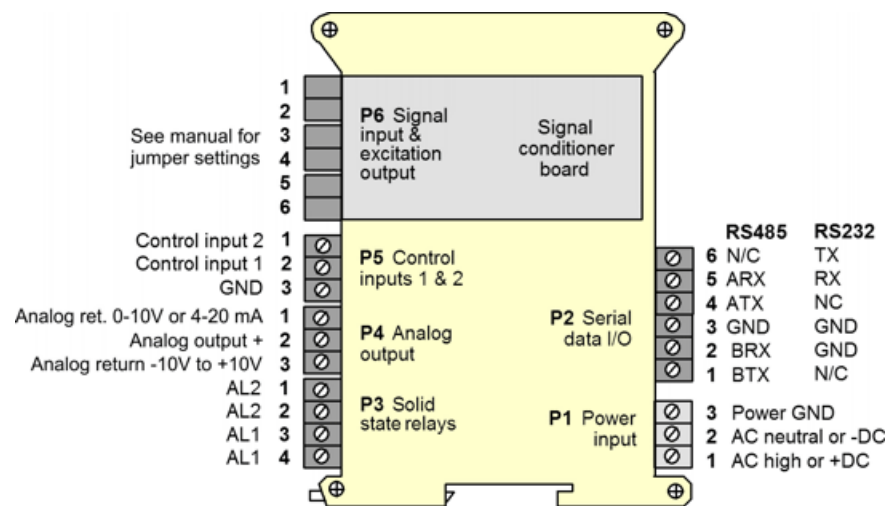 1
2
See manual for 3
jumper settings 4
5
6
P6 Signal
input &
excitation
output
Signal
conditioner
board
Control input 2 1
Control input 1 2
GND 3
P5 Control
inputs 1 & 2
Analog ret. 0-10V or 4-20 mA 1
Analog output + 2
Analog return -10V to +10V 3
P4 Analog
output
AL2 1
AL2 2
AL1 3
AL1 4
P3 Solid
state relays
P2 Serial
data I/O
RS485 RS232
6 N/C TX
5 ARX RX
4 ATX NC
3 GND GND
2 BRX GND
1 BTX N/C
P1 Power
input
3 Power GND
2 AC neutral or -DC
1 AC high or +DC